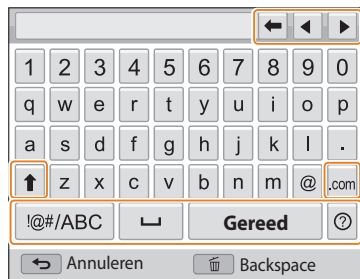 1 2 3 4 5 6 7 8 9 0
q w e r t y u i o p
a s d f g h j k l .
z x c v b n m @ .com
!@#/ABC Gereed ?
Annuleren Backspace